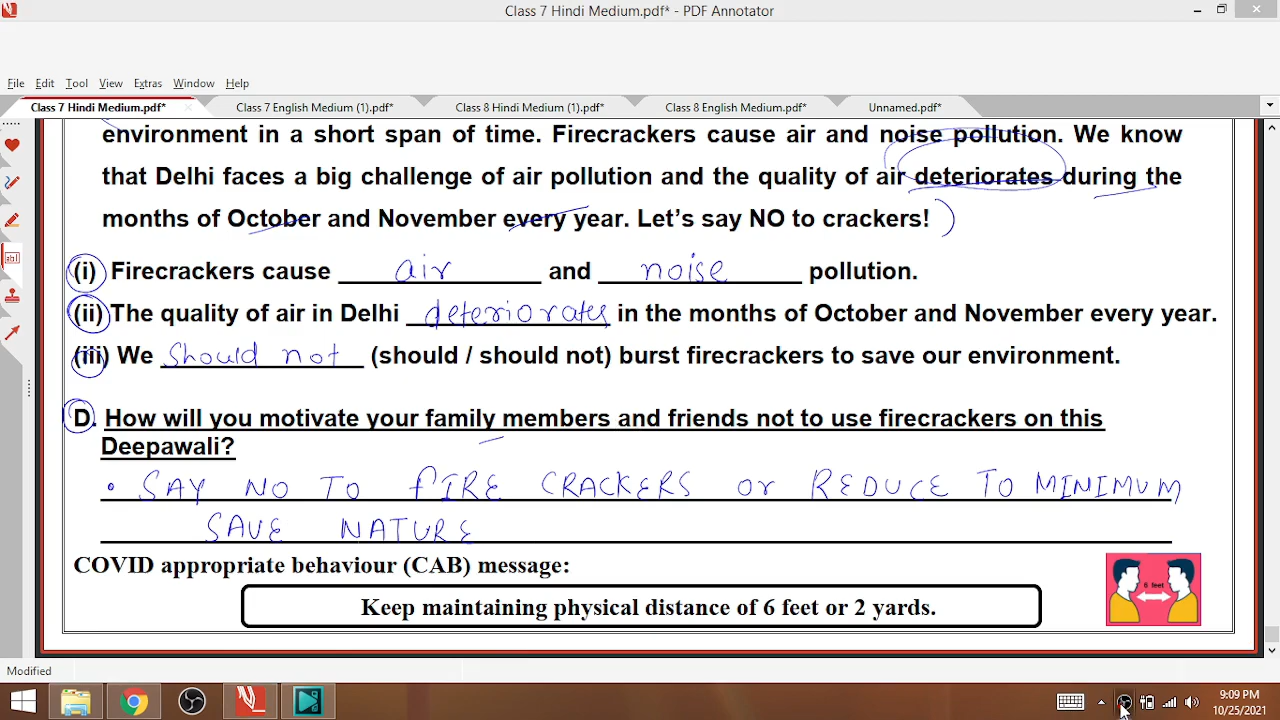 Class 7 Hindi Medium.pdf* - PDF Annotator
File Edit Tool View Extras Window Help
Class 7 Hindi Medium.pdf* Class 7 English Medium (1).pdf* Class 8 Hindi Medium (1).pdf* Class 8 English Medium.pdf* Unnamed.pdf*
environment in a short span of time. Firecrackers cause air and noise pollution. We know
that Delhi faces a big challenge of air pollution and the quality of air deteriorates during the
months of October and November every year. Let's say NO to crackers!
(i) Firecrackers cause air and noise pollution.
(ii) The quality of air in Delhi deteriorates in the months of October and November every year.
(iii) We should not (should / should not) burst firecrackers to save our environment.
D. How will you motivate your family members and friends not to use firecrackers on this
Deepawali?
• SAY NO TO FIRE CRACKERS or REDUCE TO MINIMUM
SAVE NATURE
COVID appropriate behaviour (CAB) message:
6 feet
Keep maintaining physical distance of 6 feet or 2 yards.
Modified
9:09 PM
10/25/2021